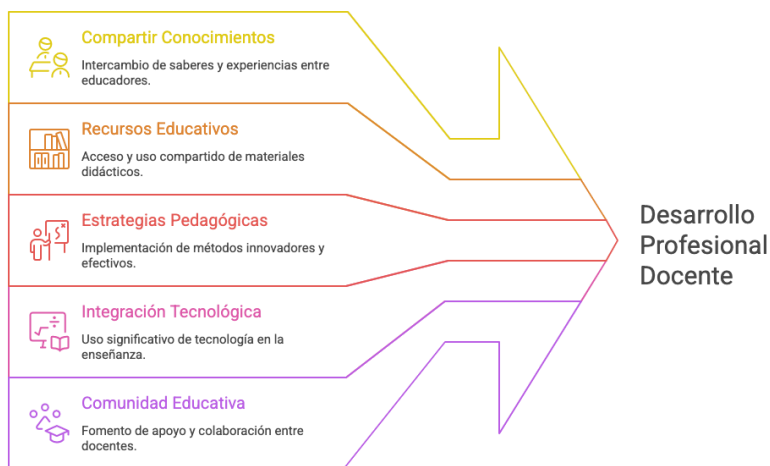 Compartir Conocimientos
Intercambio de saberes y experiencias entre
educadores.
Recursos Educativos
Acceso y uso compartido de materiales
didácticos.
Estrategias Pedagógicas
Implementación de métodos innovadores y
efectivos.
Integración Tecnológica
Uso significativo de tecnología en la
enseñanza.
Comunidad Educativa
Fomento de apoyo y colaboración entre
docentes.
Desarrollo
Profesional
Docente